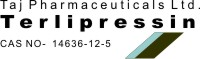 Taj Pharmaceuticals Ltd.
Terlipressin
CAS NO- 14636-12-5